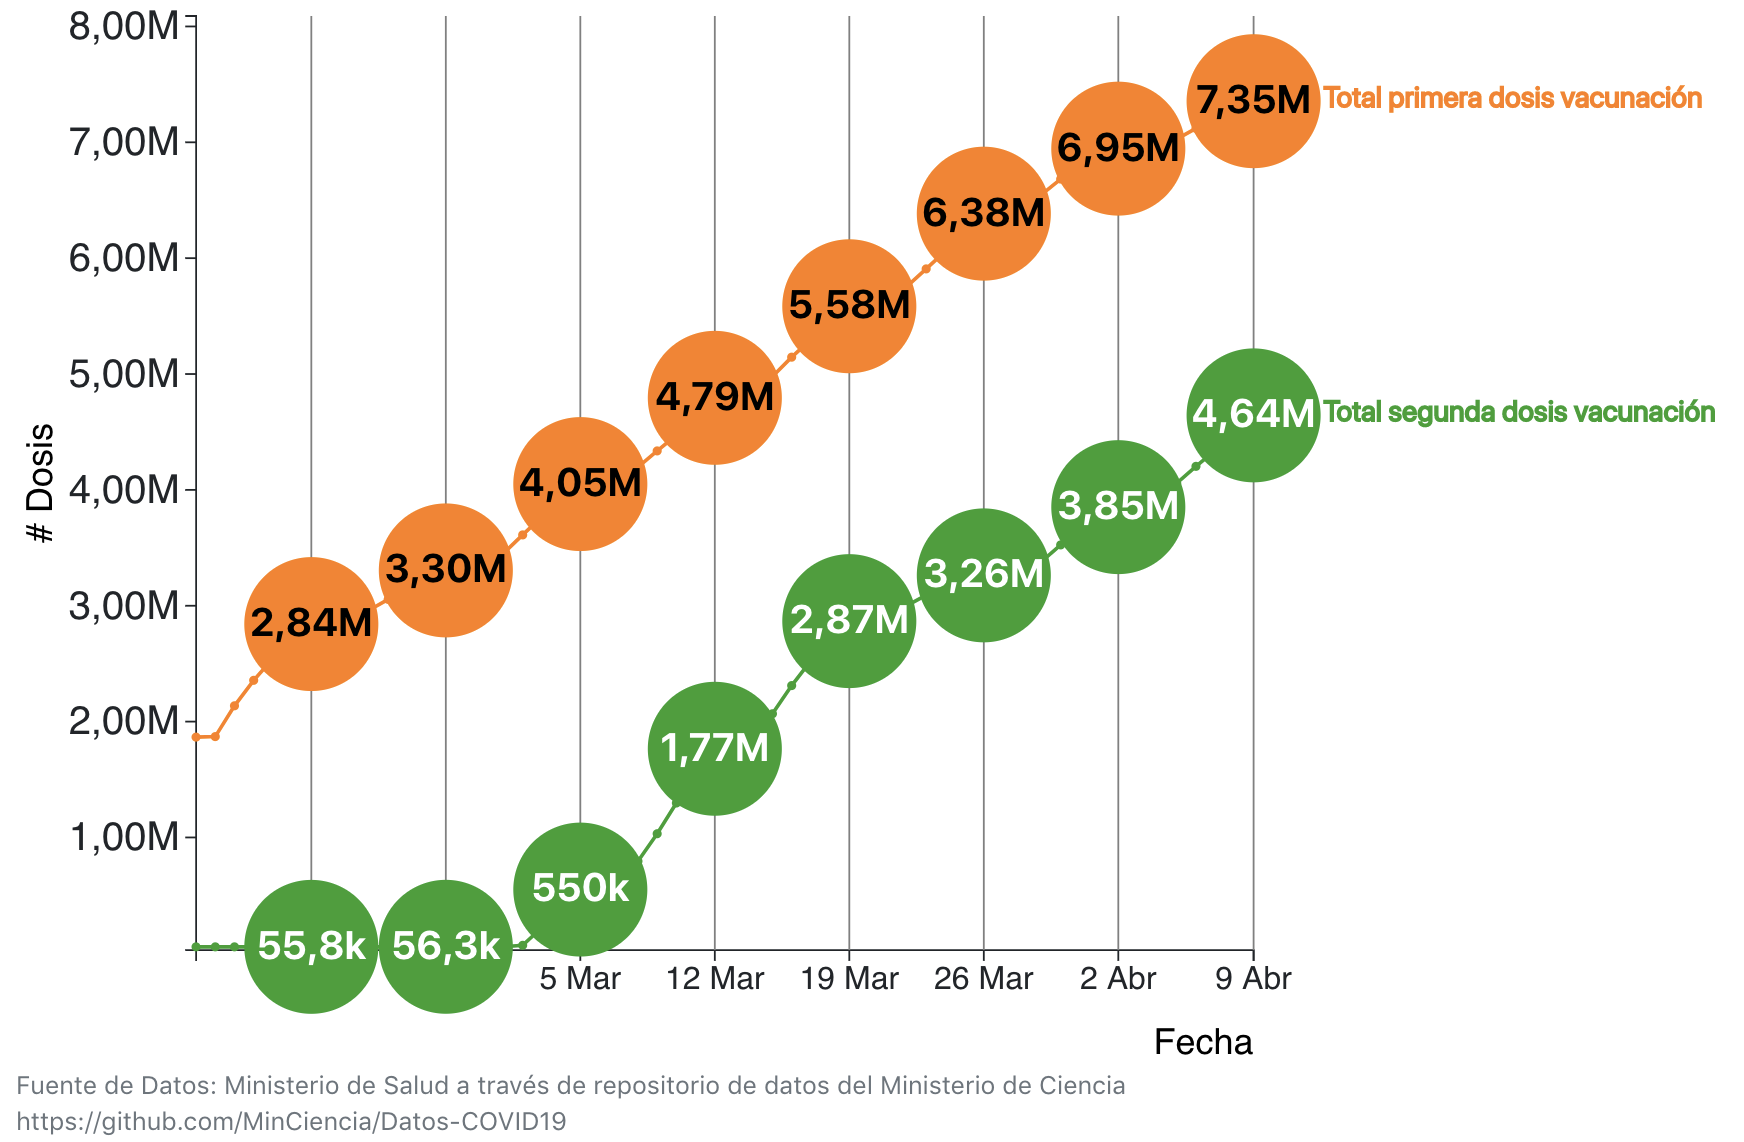 8,00M
7,00M
6,00M
5,00M
4,00M
3,00M
2,00M
1,00M
# Dosis
2,84M
3,30M
4,05M
4,79M
5,58M
6,38M
6,95M
7,35M
Total primera dosis vacunación
55,8k
56,3k
550k
1,77M
2,87M
3,26M
3,85M
4,64M
Total segunda dosis vacunación
5 Mar
12 Mar
19 Mar
26 Mar
2 Abr
9 Abr
Fecha
Fuente de Datos: Ministerio de Salud a través de repositorio de datos del Ministerio de Ciencia
https://github.com/MinCiencia/Datos-COVID19